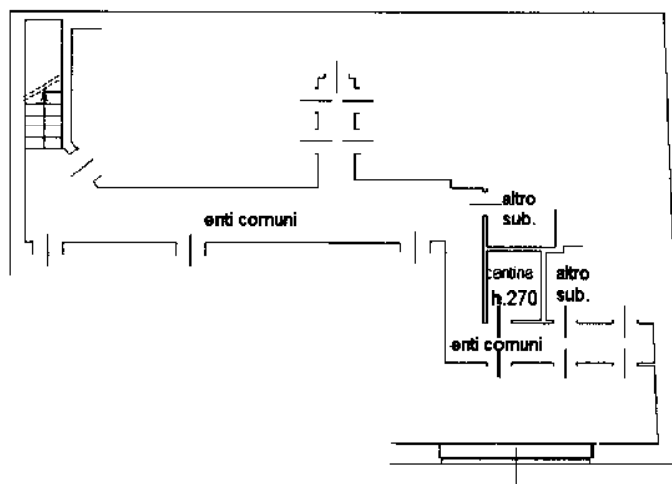 altro
sub.
enti comuni
cantina
h.270
altro
sub.
enti comuni